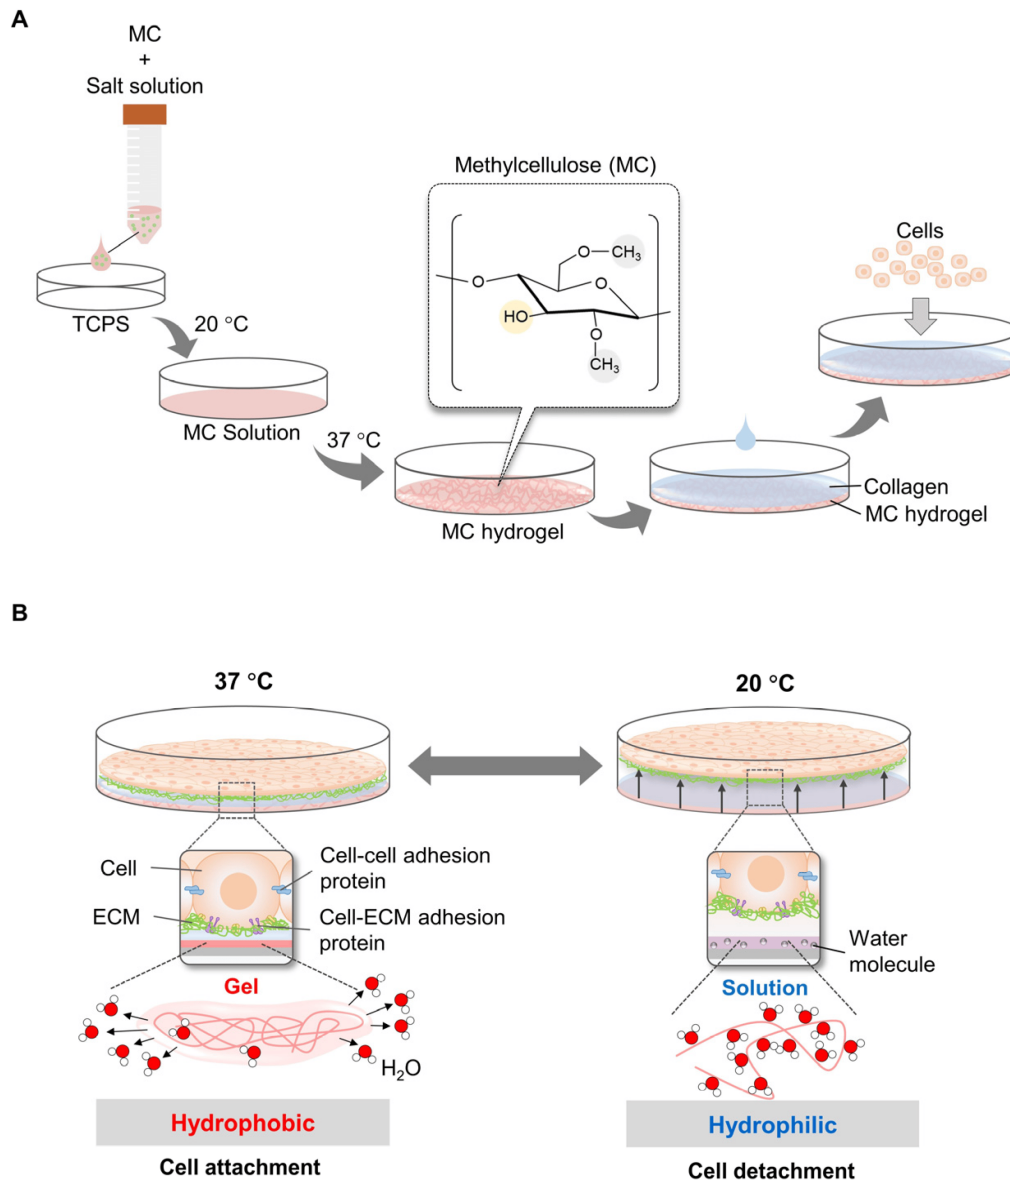 A
MC
+
Salt solution
TCPS
20 °C
MC Solution
37 °C
Methylcellulose (MC)
O
CH₃
O
O
HO
O
CH₃
MC hydrogel
Collagen
MC hydrogel
Cells
B
37 °C
20 °C
Cell
ECM
Cell-cell adhesion
protein
Cell-ECM adhesion
protein
Gel
H₂O
Hydrophobic
Cell attachment
Water
molecule
Solution
Hydrophilic
Cell detachment